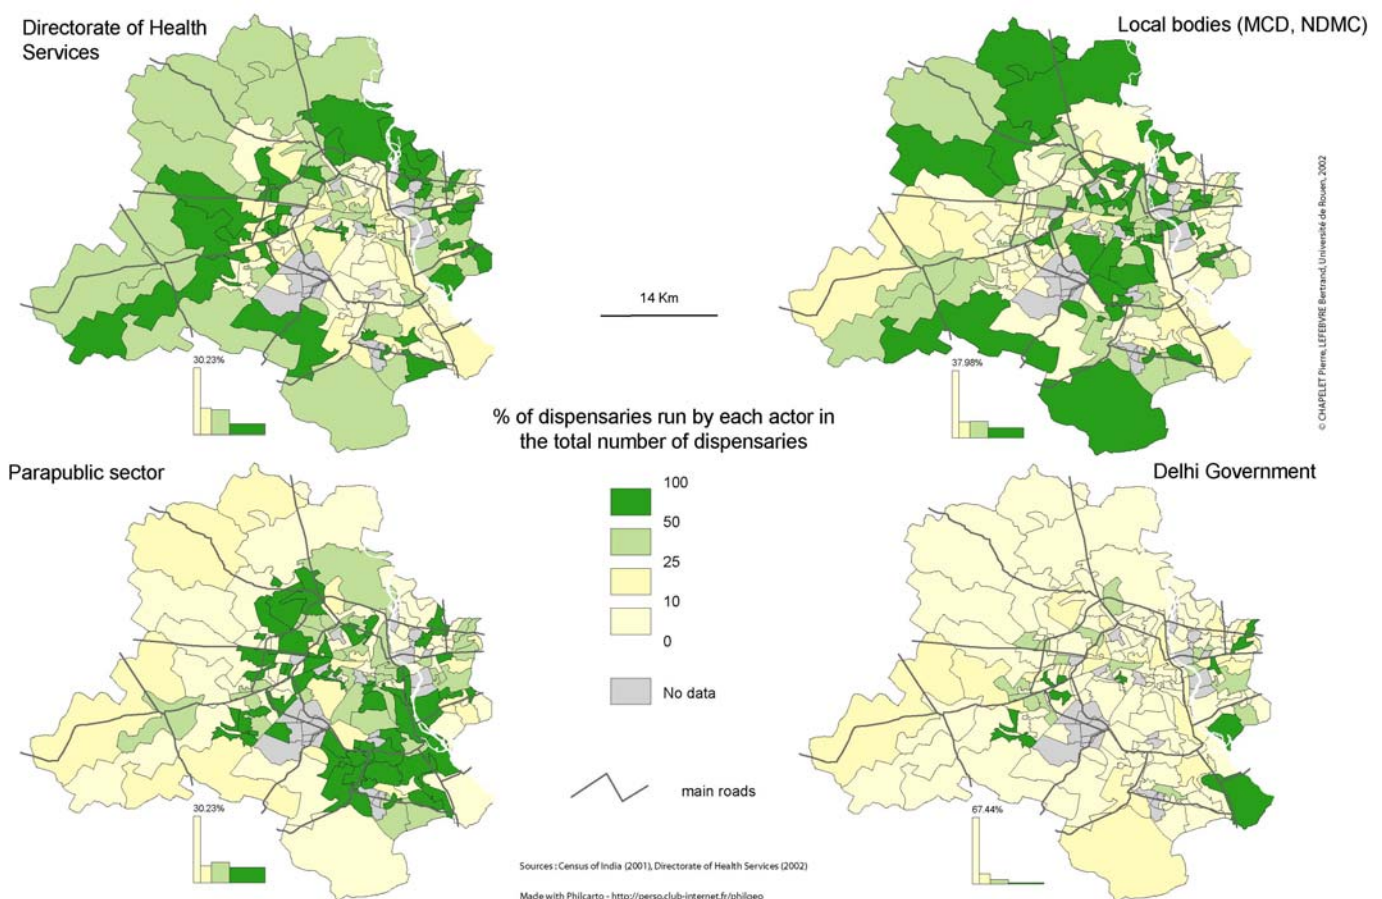 Directorate of Health
Services
Local bodies (MCD, NDMC)
© CHAPELET Pierre, LEFEBVRE Bertrand, Université de Rouen, 2002
14 Km
30.23%
37.98%
% of dispensaries run by each actor in
the total number of dispensaries
Parapublic sector
Delhi Government
100
50
25
10
0
No data
main roads
30.23%
67.44%
Sources : Census of India (2001), Directorate of Health Services (2002)
Made with Philcarto - http://perso.club-internet.fr/philgeo